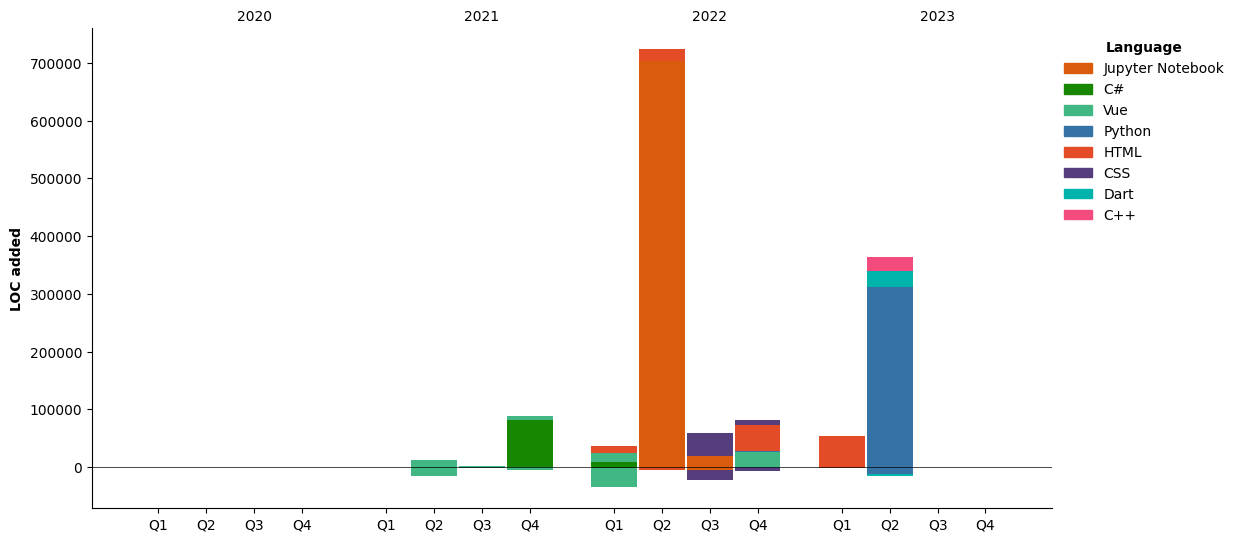 2020 2021 2022 2023
Language
Jupyter Notebook
C#
Vue
Python
HTML
CSS
Dart
C++
LOC added
700000
600000
500000
400000
300000
200000
100000
0
Q1 Q2 Q3 Q4 Q1 Q2 Q3 Q4 Q1 Q2 Q3 Q4 Q1 Q2 Q3 Q4